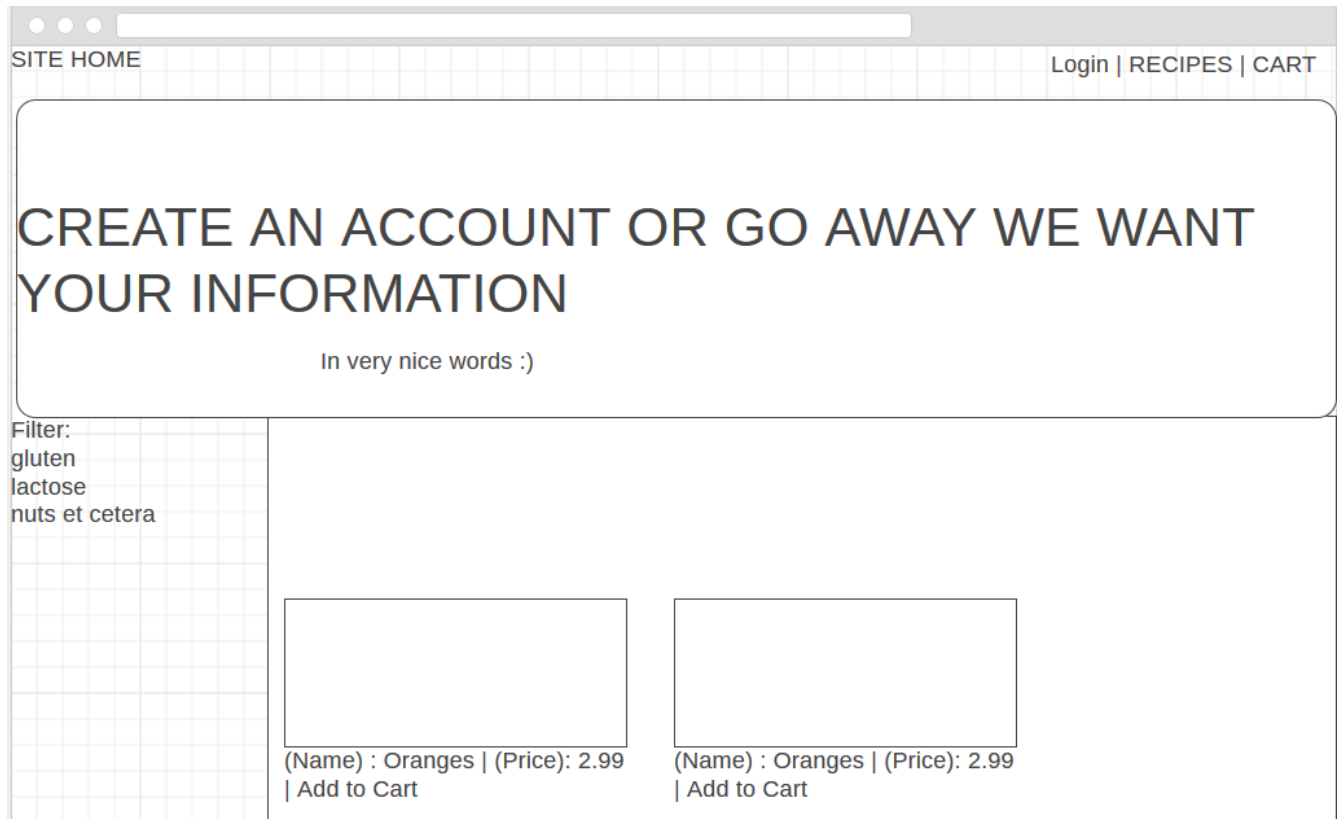 SITE HOME
Login | RECIPES | CART
CREATE AN ACCOUNT OR GO AWAY WE WANT
YOUR INFORMATION
In very nice words :)
Filter:
gluten
lactose
nuts et cetera
(Name) : Oranges | (Price): 2.99
| Add to Cart
(Name) : Oranges | (Price): 2.99
| Add to Cart